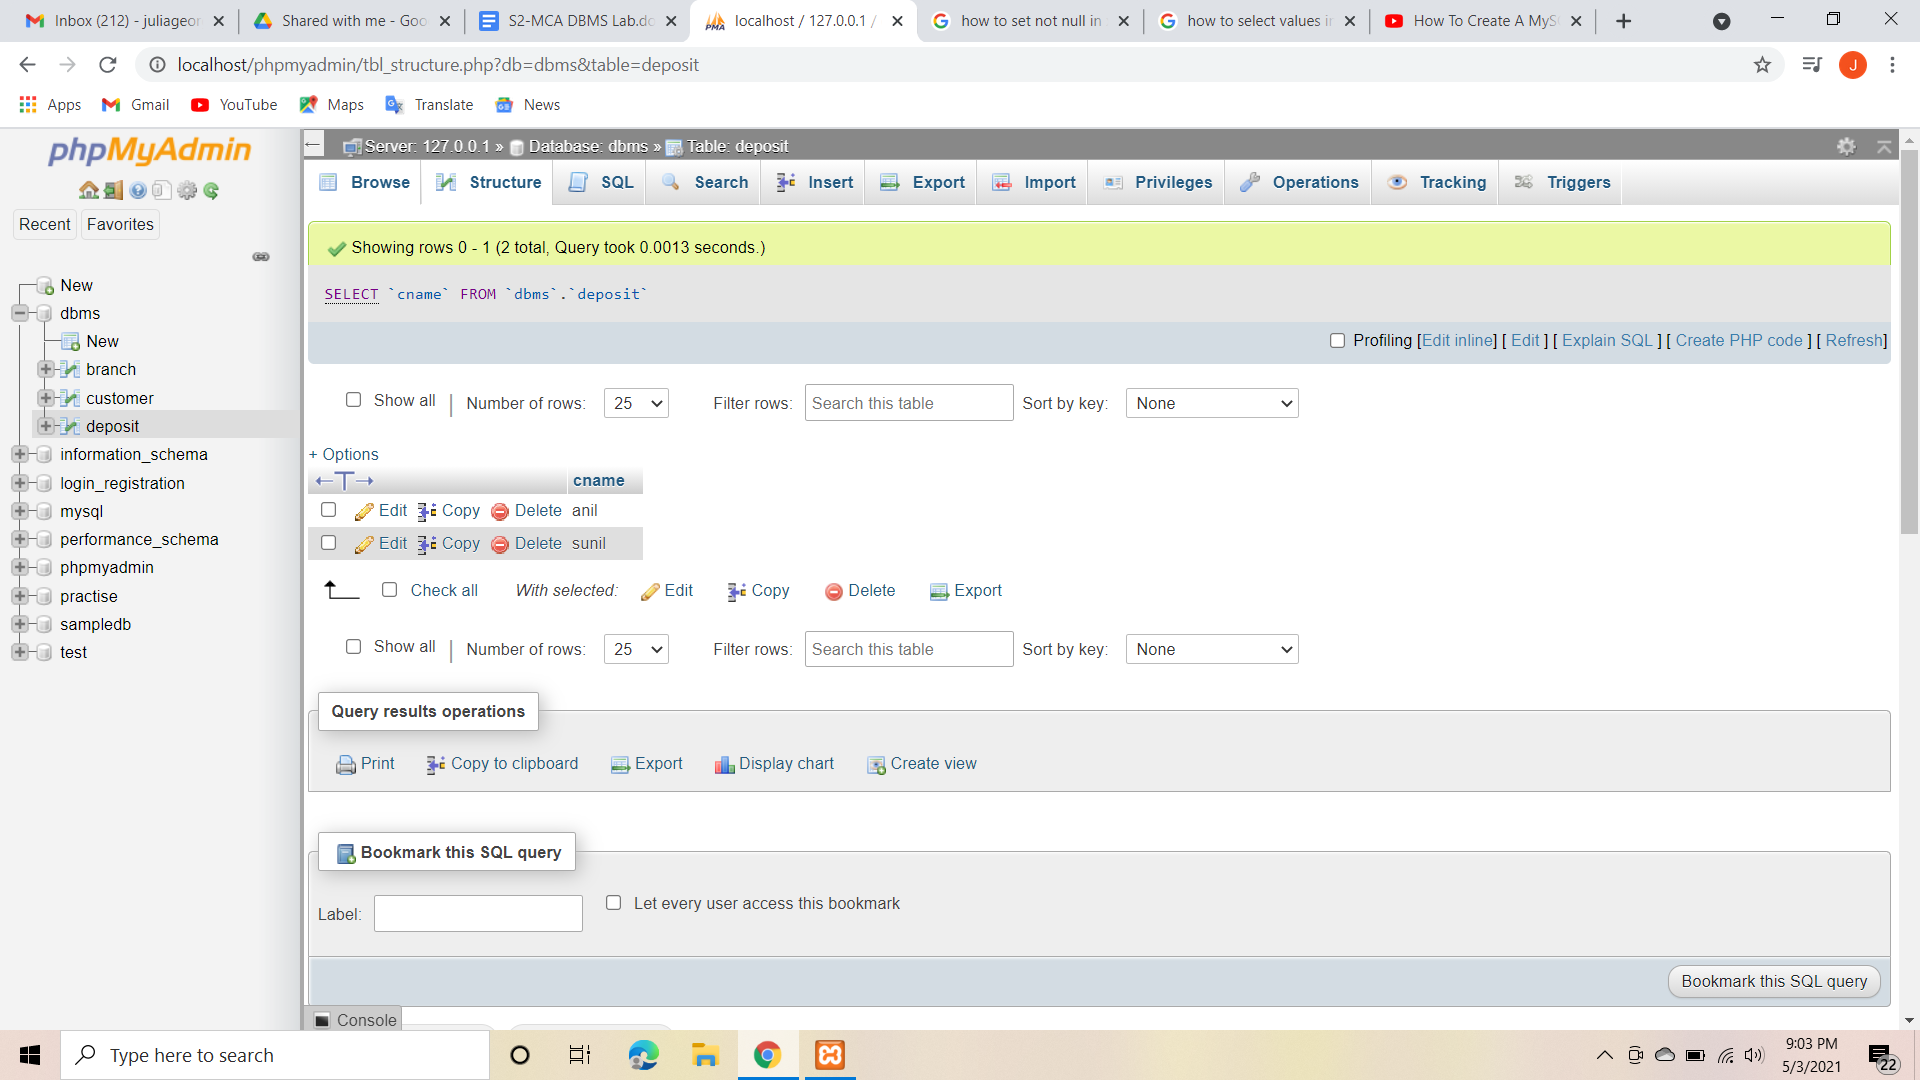 Inbox (212) - juliageor
Shared with me - Goo
S2-MCA DBMS Lab.do
localhost / 127.0.0.1 /
how to set not null in
how to select values in
How To Create A MyS
localhost/phpmyadmin/tbl_structure.php?db=dbms&table=deposit
J
Apps Gmail YouTube Maps Translate News
phpMyAdmin
Recent Favorites
New
dbms
New
branch
customer
deposit
information_schema
login_registration
mysql
performance_schema
phpmyadmin
practise
sampledb
test
Server: 127.0.0.1 » Database: dbms » Table: deposit
Browse Structure SQL Search Insert Export Import Privileges Operations Tracking Triggers
Showing rows 0 - 1 (2 total, Query took 0.0013 seconds.)
SELECT `cname` FROM `dbms`.`deposit`
Profiling [Edit inline] [ Edit ] [ Explain SQL ] [ Create PHP code ] [ Refresh]
Show all | Number of rows: 25 Filter rows: Search this table Sort by key: None
+ Options
←T→ cname
Edit Copy Delete anil
Edit Copy Delete sunil
Check all With selected: Edit Copy Delete Export
Show all | Number of rows: 25 Filter rows: Search this table Sort by key: None
Query results operations
Print Copy to clipboard Export Display chart Create view
Bookmark this SQL query
Label: Let every user access this bookmark
Bookmark this SQL query
Console
Type here to search
9:03 PM
5/3/2021
22